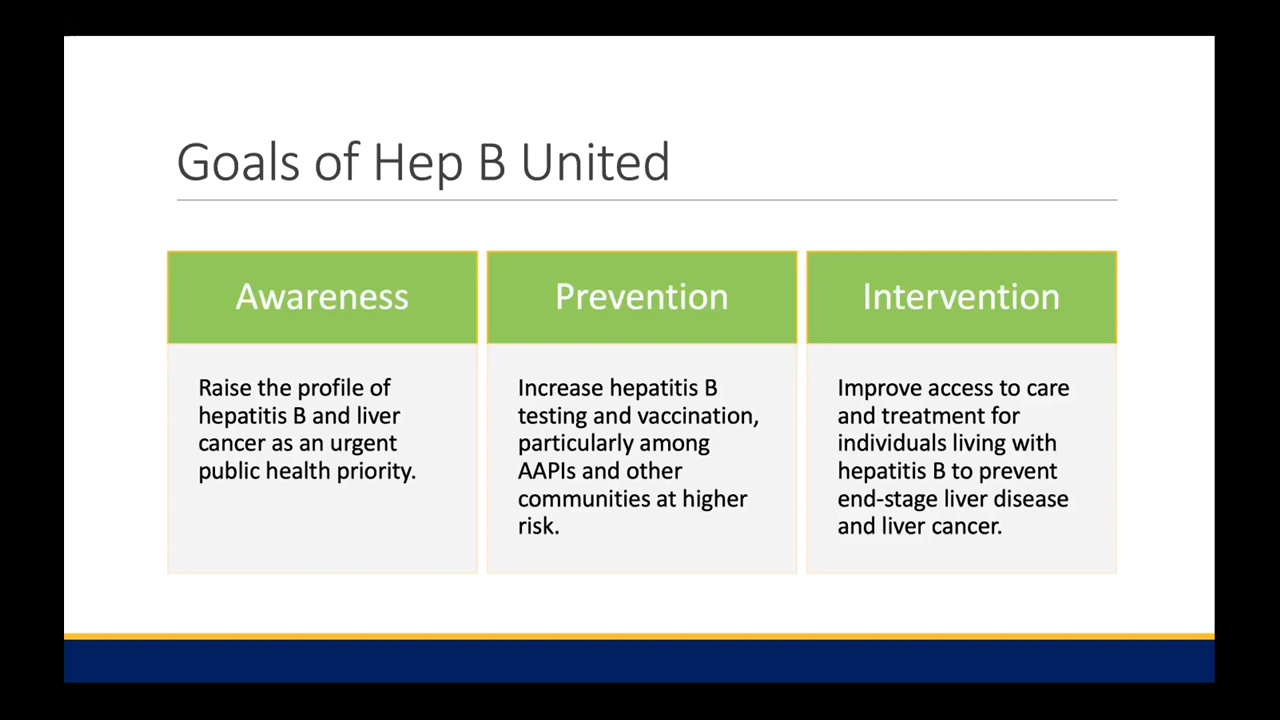 Goals of Hep B United
Awareness
Raise the profile of
hepatitis B and liver
cancer as an urgent
public health priority.
Prevention
Increase hepatitis B
testing and vaccination,
particularly among
AAPIs and other
communities at higher
risk.
Intervention
Improve access to care
and treatment for
individuals living with
hepatitis B to prevent
end-stage liver disease
and liver cancer.